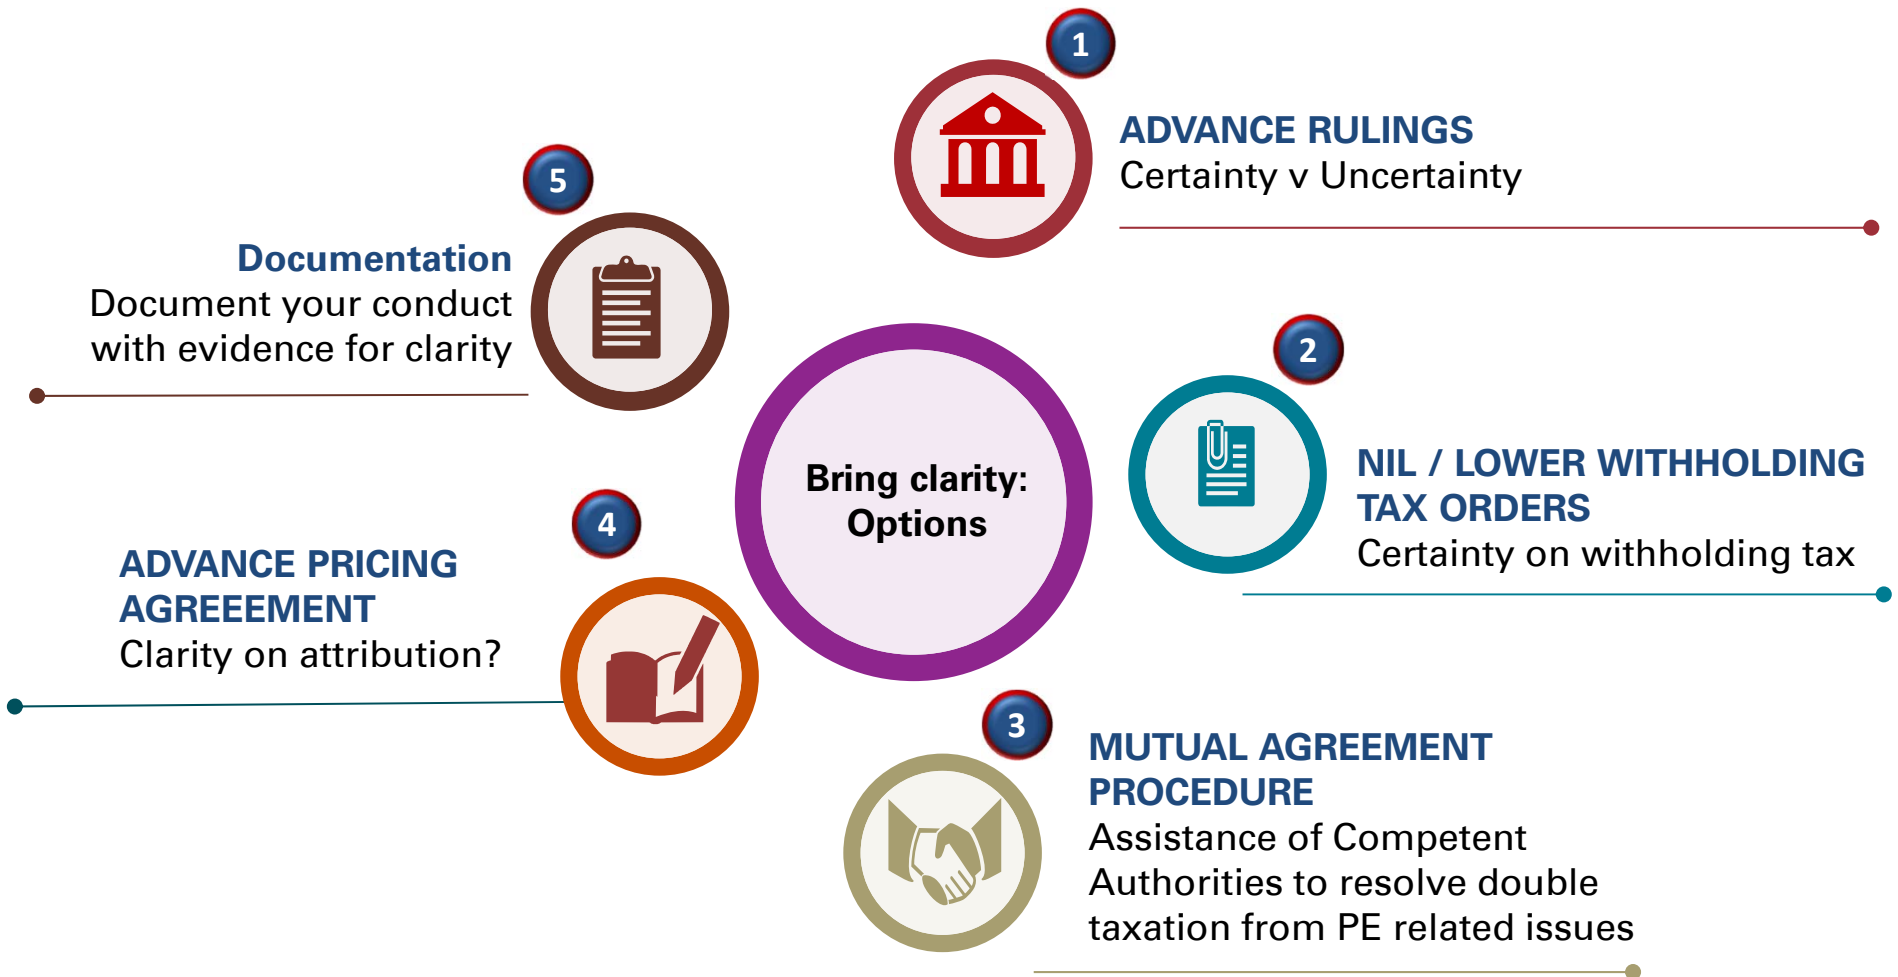 1
ADVANCE RULINGS
Certainty v Uncertainty
2
NIL / LOWER WITHHOLDING
TAX ORDERS
Certainty on withholding tax
3
MUTUAL AGREEMENT
PROCEDURE
Assistance of Competent
Authorities to resolve double
taxation from PE related issues
4
ADVANCE PRICING
AGREEEMENT
Clarity on attribution?
5
Documentation
Document your conduct
with evidence for clarity
Bring clarity:
Options